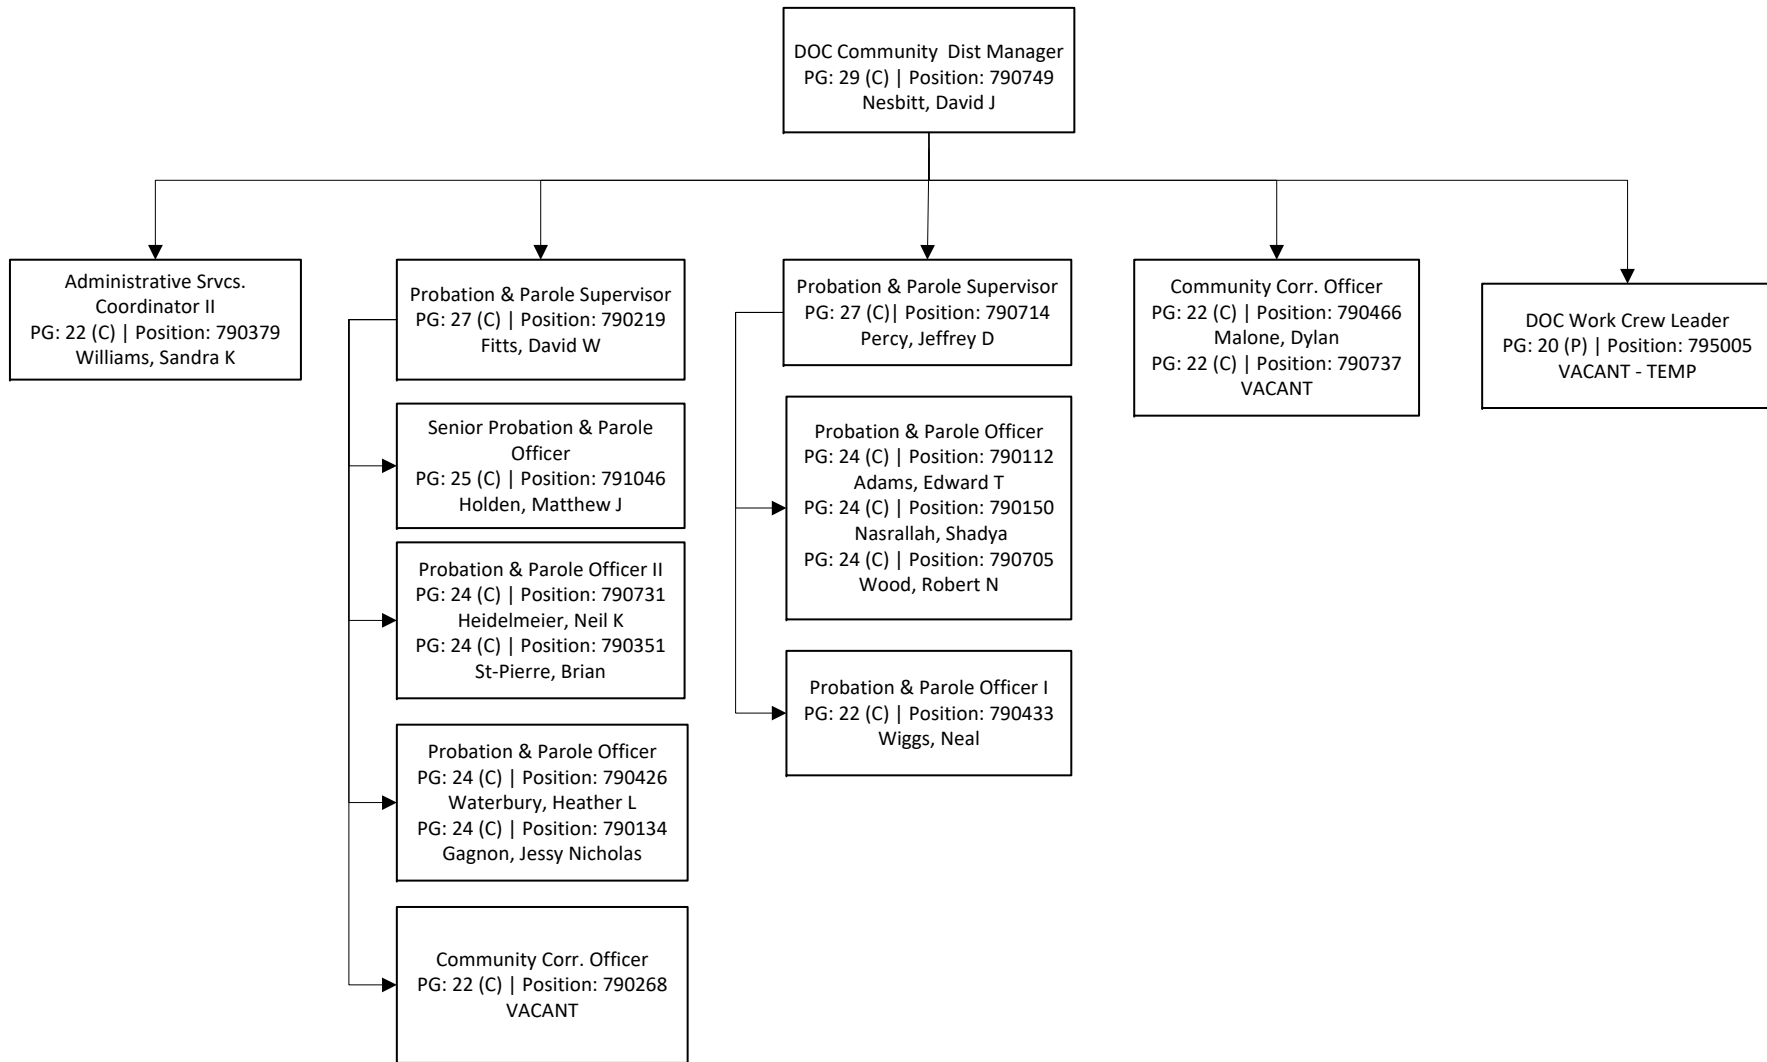 DOC Community  Dist Manager
PG: 29 (C) | Position: 790749
Nesbitt, David J
Administrative Srvcs.
Coordinator II
PG: 22 (C) | Position: 790379
Williams, Sandra K
Probation & Parole Supervisor
PG: 27 (C) | Position: 790219
Fitts, David W
Senior Probation & Parole
Officer
PG: 25 (C) | Position: 791046
Holden, Matthew J
Probation & Parole Officer II
PG: 24 (C) | Position: 790731
Heidelmeier, Neil K
PG: 24 (C) | Position: 790351
St-Pierre, Brian
Probation & Parole Officer
PG: 24 (C) | Position: 790426
Waterbury, Heather L
PG: 24 (C) | Position: 790134
Gagnon, Jessy Nicholas
Community Corr. Officer
PG: 22 (C) | Position: 790268
VACANT
Probation & Parole Supervisor
PG: 27 (C)| Position: 790714
Percy, Jeffrey D
Probation & Parole Officer
PG: 24 (C) | Position: 790112
Adams, Edward T
PG: 24 (C) | Position: 790150
Nasrallah, Shadya
PG: 24 (C) | Position: 790705
Wood, Robert N
Probation & Parole Officer I
PG: 22 (C) | Position: 790433
Wiggs, Neal
Community Corr. Officer
PG: 22 (C) | Position: 790466
Malone, Dylan
PG: 22 (C) | Position: 790737
VACANT
DOC Work Crew Leader
PG: 20 (P) | Position: 795005
VACANT - TEMP